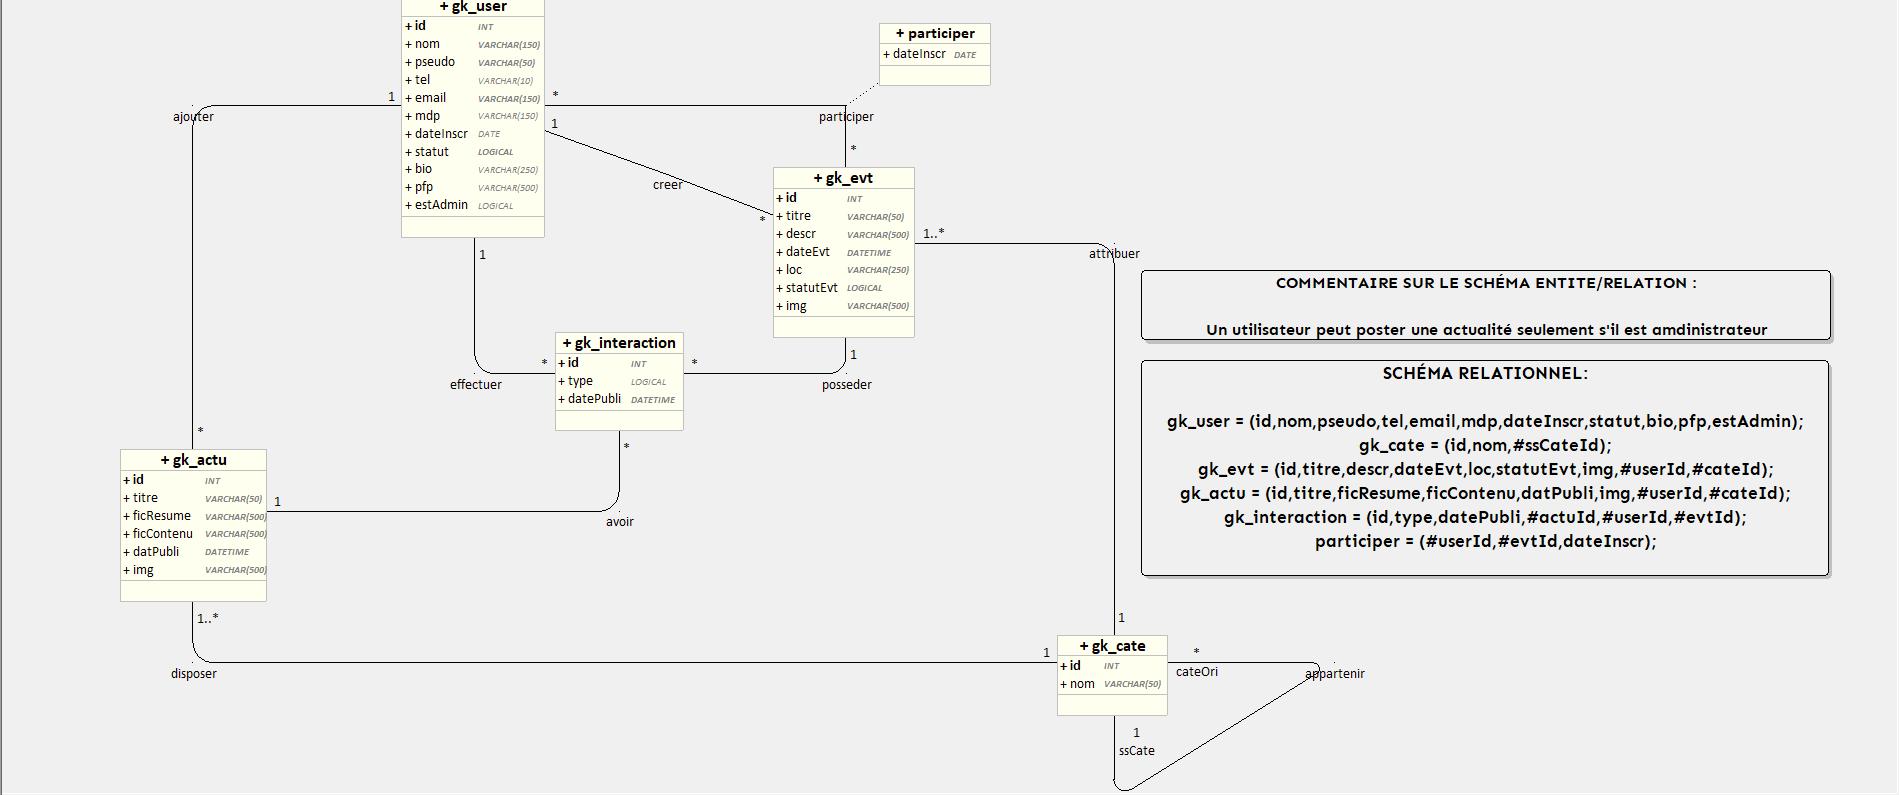 + gk_user
+ id INT
+ nom VARCHAR(150)
+ pseudo VARCHAR(50)
+ tel VARCHAR(10)
+ email VARCHAR(150)
+ mdp VARCHAR(150)
+ dateInscr DATE
+ statut LOGICAL
+ bio VARCHAR(250)
+ pfp VARCHAR(500)
+ estAdmin LOGICAL
+ participer
+ dateInscr DATE
1
*
ajouter
participer
1
*
creer
*
+ gk_evt
+ id INT
+ titre VARCHAR(50)
+ descr VARCHAR(500)
+ dateEvt DATETIME
+ loc VARCHAR(250)
+ statutEvt LOGICAL
+ img VARCHAR(500)
1..*
attribuer
1
COMMENTAIRE SUR LE SCHÉMA ENTITE/RELATION :
Un utilisateur peut poster une actualité seulement s'il est amdinistrateur
+ gk_interaction
+ id INT
+ type LOGICAL
+ datePubli DATETIME
*
*
1
effectuer
posseder
SCHÉMA RELATIONNEL:
gk_user = (id,nom,pseudo,tel,email,mdp,dateInscr,statut,bio,pfp,estAdmin);
gk_cate = (id,nom,#ssCateId);
gk_evt = (id,titre,descr,dateEvt,loc,statutEvt,img,#userId,#cateId);
gk_actu = (id,titre,ficResume,ficContenu,datPubli,img,#userId,#cateId);
gk_interaction = (id,type,datePubli,#actuId,#userId,#evtId);
participer = (#userId,#evtId,dateInscr);
*
*
+ gk_actu
+ id INT
+ titre VARCHAR(50)
+ ficResume VARCHAR(500)
+ ficContenu VARCHAR(500)
+ datPubli DATETIME
+ img VARCHAR(500)
1
avoir
1..*
disposer
1
1
+ gk_cate
+ id INT
+ nom VARCHAR(50)
*
cateOri
appartenir
1
ssCate